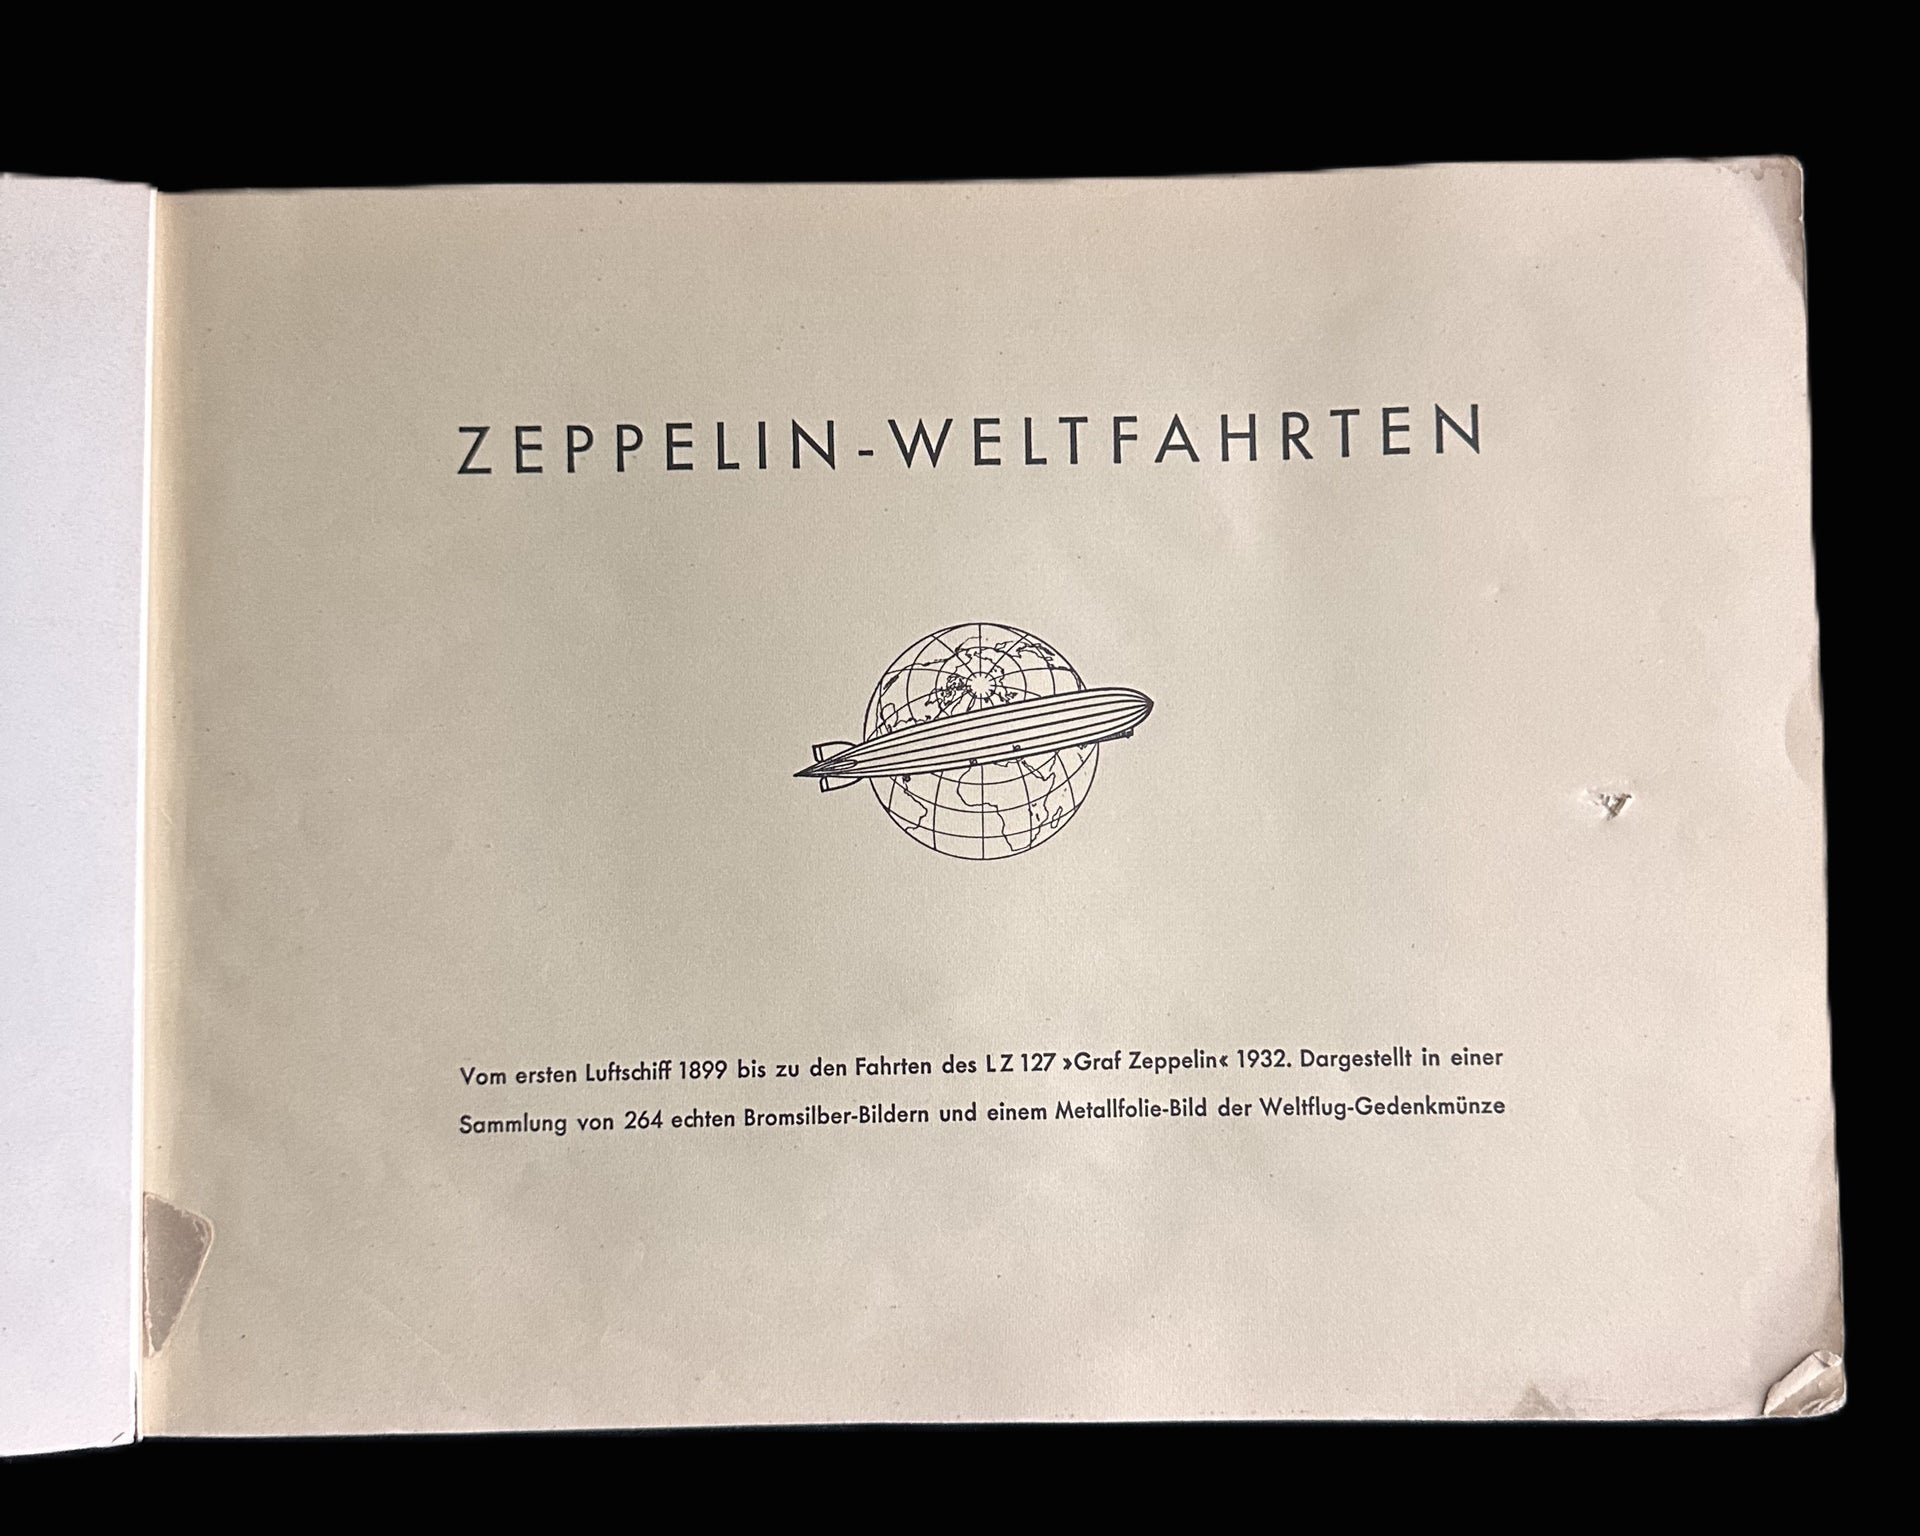 ZEPPELIN-WELTFAHRTEN
Vom ersten Luftschiff 1899 bis zu den Fahrten des LZ 127 »Graf Zeppelin« 1932. Dargestellt in einer
Sammlung von 264 echten Bromsilber-Bildern und einem Metallfolie-Bild der Weltflug-Gedenkmünze